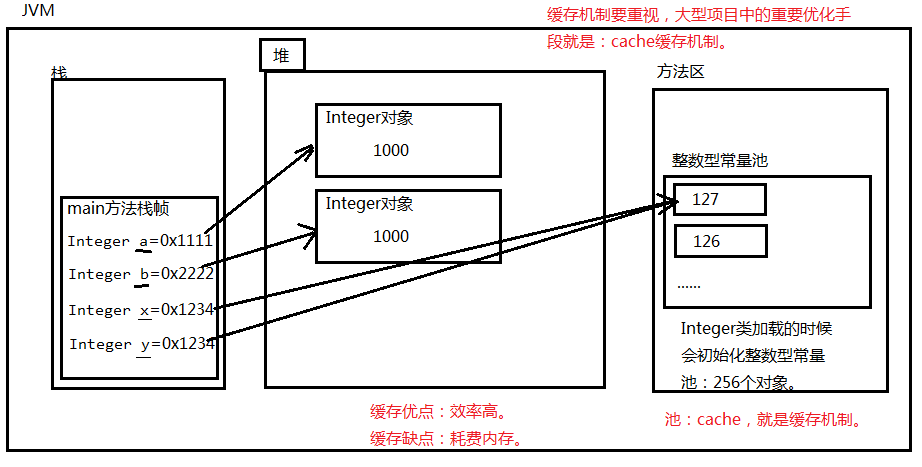 JVM
缓存机制要重视，大型项目中的重要优化手
段就是：cache缓存机制。
栈
堆
方法区
Integer对象
1000
整数型常量池
127
main方法栈帧
Integer对象
Integer a=0x1111
1000
126
Integer b=0x2222
......
Integer x=0x1234
Integer y=0x1234
Integer类加载的时候
会初始化整数型常量
池：256个对象。
缓存优点：效率高。
缓存缺点：耗费内存。
池：cache，就是缓存机制。